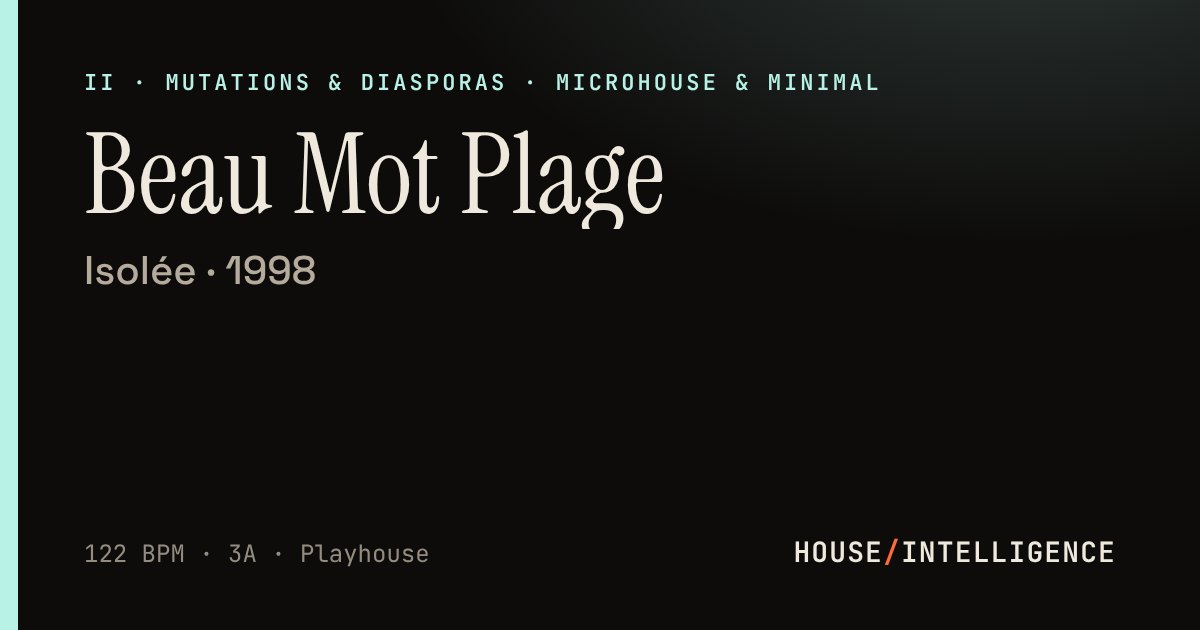 II · MUTATIONS & DIASPORAS · MICROHOUSE & MINIMAL
Beau Mot Plage
Isolée · 1998
122 BPM · 3A · Playhouse
HOUSE/INTELLIGENCE